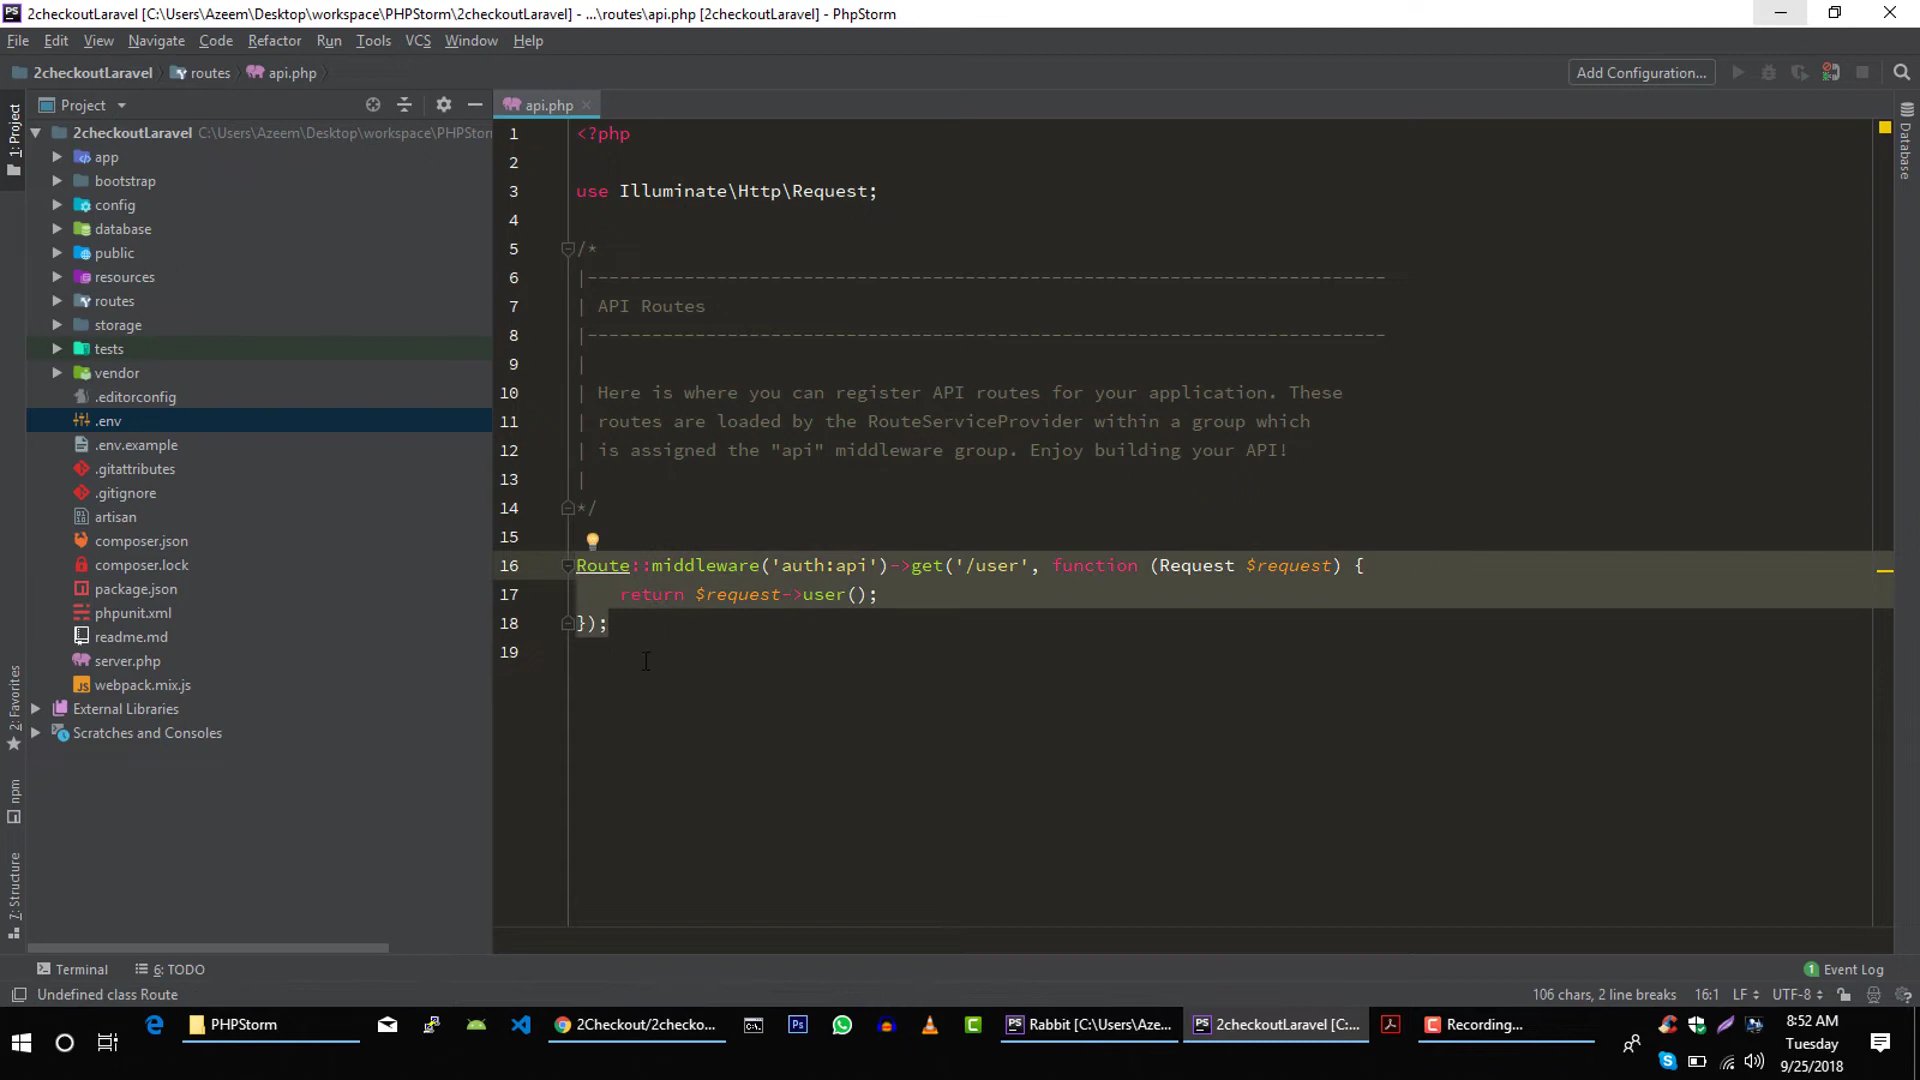 2checkoutLaravel [C:\Users\Azeem\Desktop\workspace\PHPStorm\2checkoutLaravel] - ...\routes\api.php [2checkoutLaravel] - PhpStorm
File Edit View Navigate Code Refactor Run Tools VCS Window Help
2checkoutLaravel routes api.php Add Configuration...
Project api.php
1: Project
2checkoutLaravel C:\Users\Azeem\Desktop\workspace\PHPStorm
app
bootstrap
config
database
public
resources
routes
storage
tests
vendor
.editorconfig
.env
.env.example
.gitattributes
.gitignore
artisan
composer.json
composer.lock
package.json
phpunit.xml
readme.md
server.php
webpack.mix.js
External Libraries
Scratches and Consoles
2: Favorites
npm
7: Structure
1 <?php
2
3 use Illuminate\Http\Request;
4
5 /*
6 |--------------------------------------------------------------------------
7 | API Routes
8 |--------------------------------------------------------------------------
9 |
10 | Here is where you can register API routes for your application. These
11 | routes are loaded by the RouteServiceProvider within a group which
12 | is assigned the "api" middleware group. Enjoy building your API!
13 |
14 */
15
16 Route::middleware('auth:api')->get('/user', function (Request $request) {
17     return $request->user();
18 });
19
Database
Terminal 6: TODO 1 Event Log
Undefined class Route 106 chars, 2 line breaks 16:1 LF UTF-8
PHPStorm 2Checkout/2checko... Rabbit [C:\Users\Aze... 2checkoutLaravel [C:... Recording...
8:52 AM
Tuesday
9/25/2018